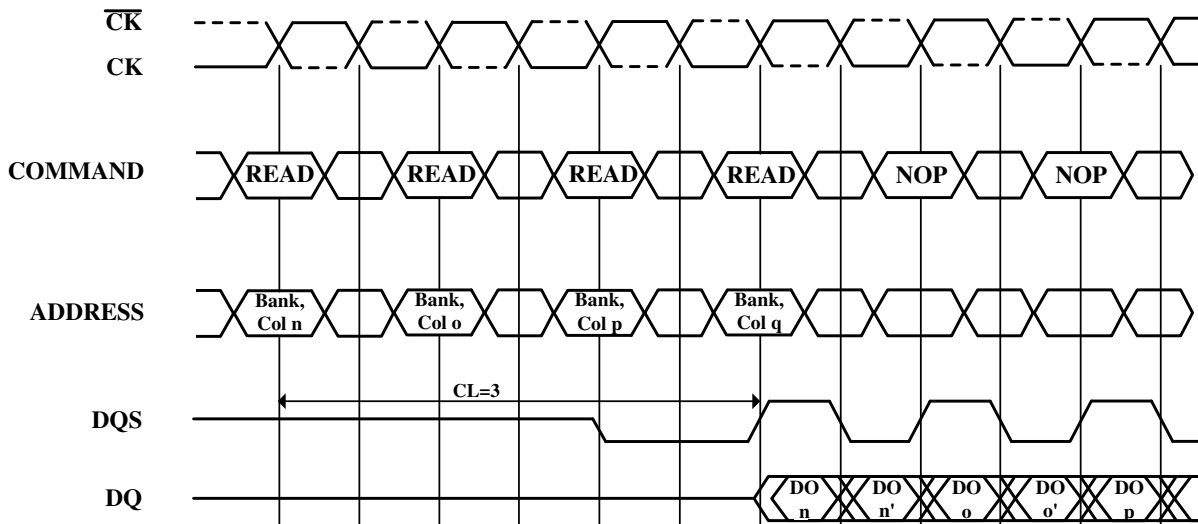 CK
CK
COMMAND
READ READ READ READ NOP NOP
ADDRESS
Bank, Bank, Bank, Bank,
Col n Col o Col p Col q
CL=3
DQS
DQ
DO DO DO DO DO
n n' o o' p